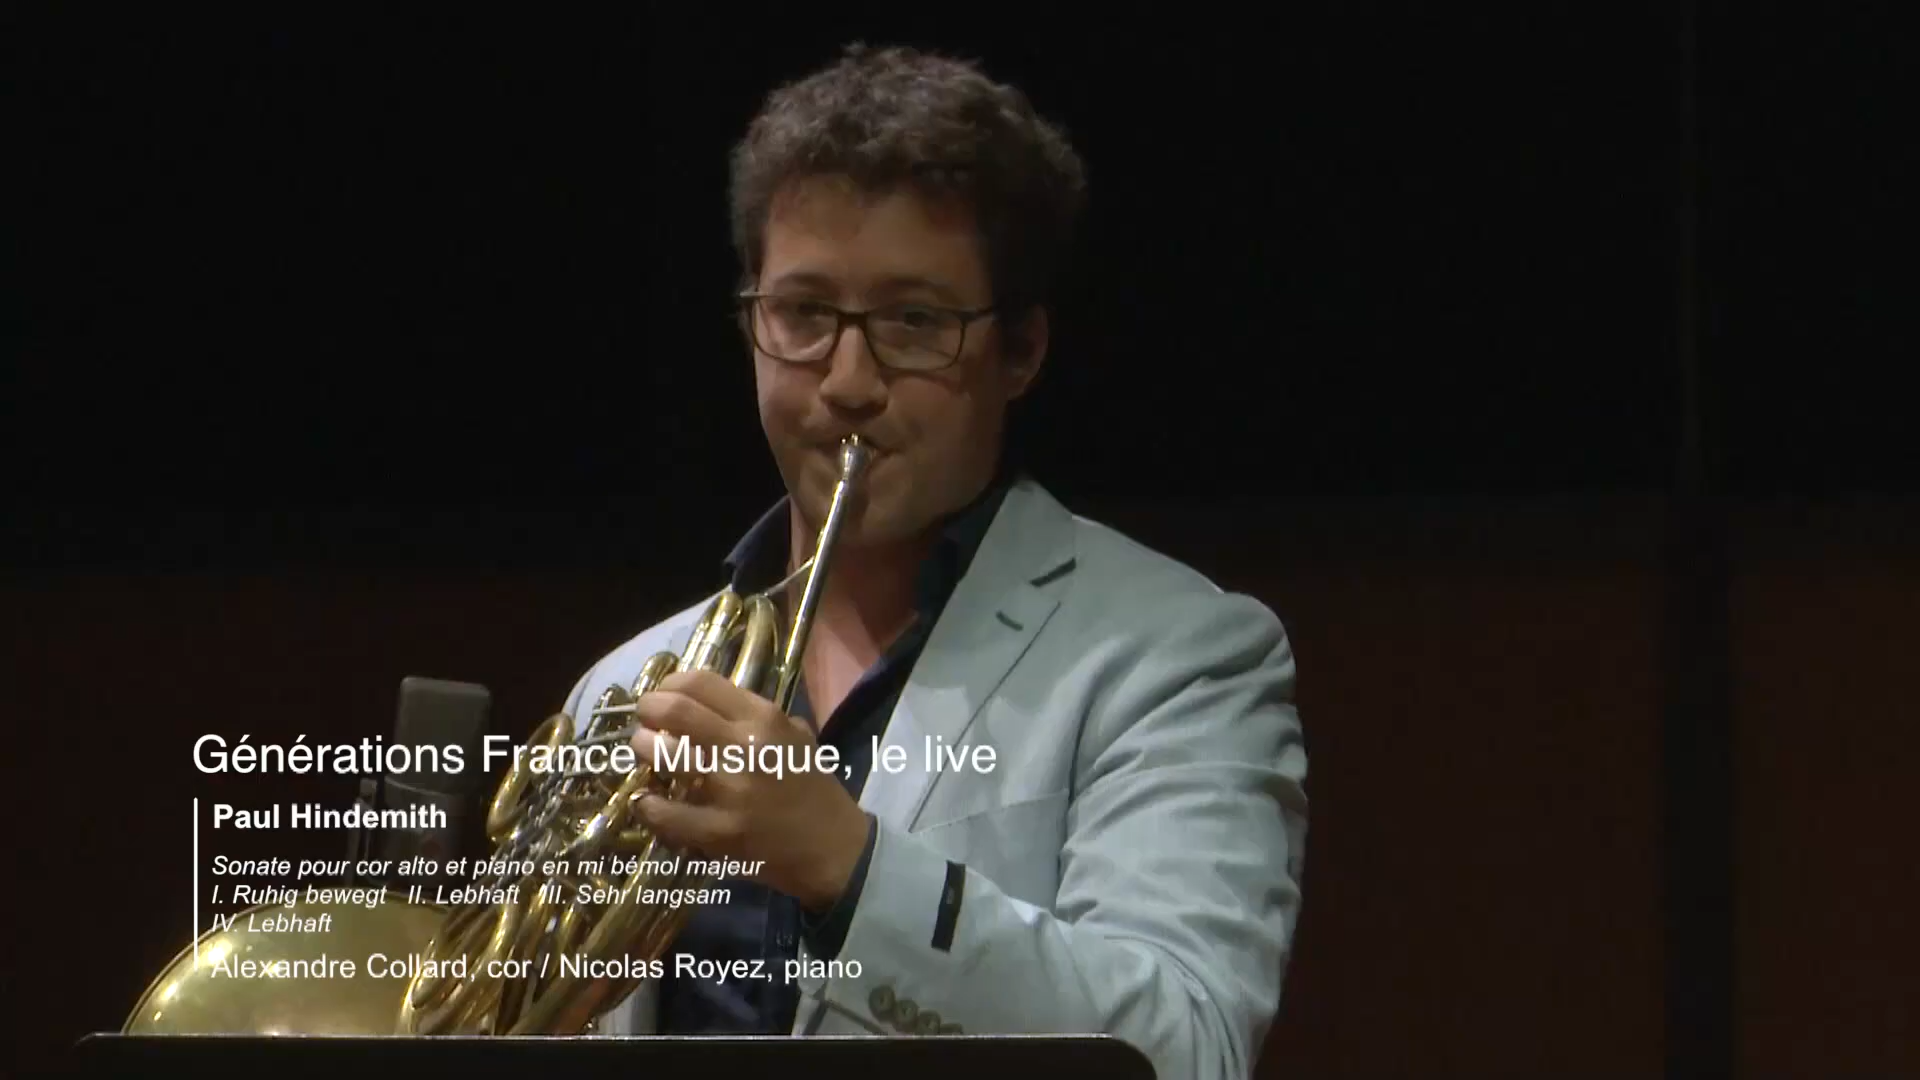 Générations France Musique, le live
Paul Hindemith
Sonate pour cor alto et piano en mi bémol majeur
I. Ruhig bewegt II. Lebhaft III. Sehr langsam
IV. Lebhaft
Alexandre Collard, cor / Nicolas Royez, piano